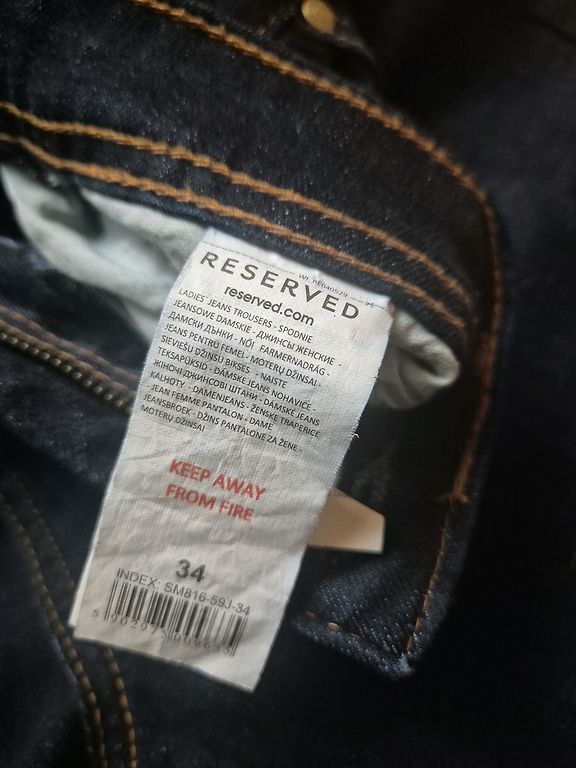 RESERVED
reserved.com
LADIES' JEANS TROUSERS - SPODNIE
JEANSOWE DAMSKIE - ДЖИНСЫ ЖЕНСКИЕ -
ДАМСКИ ДЪНКИ - NŐI FARMERNADRÁG -
JEANS PENTRU FEMEI - MOTERŲ DŽINSAI -
SIEVIEŠU DŽINSU BIKSES - NAISTE
TEKSAPÜKSID - DÁMSKE JEANS NOHAVICE -
ЖІНОЧІ ДЖИНСОВІ ШТАНИ - DÁMSKÉ JEANS
KALHOTY - DAMENJEANS - ŽENSKE TRAPERICE
- JEAN FEMME PANTALON - DAME
JEANSBROEK - DŽINS PANTALONE ZA ŽENE -
MOTERŲ DŽINSAI
KEEP AWAY
FROM FIRE
34
INDEX: SM816-59J-34